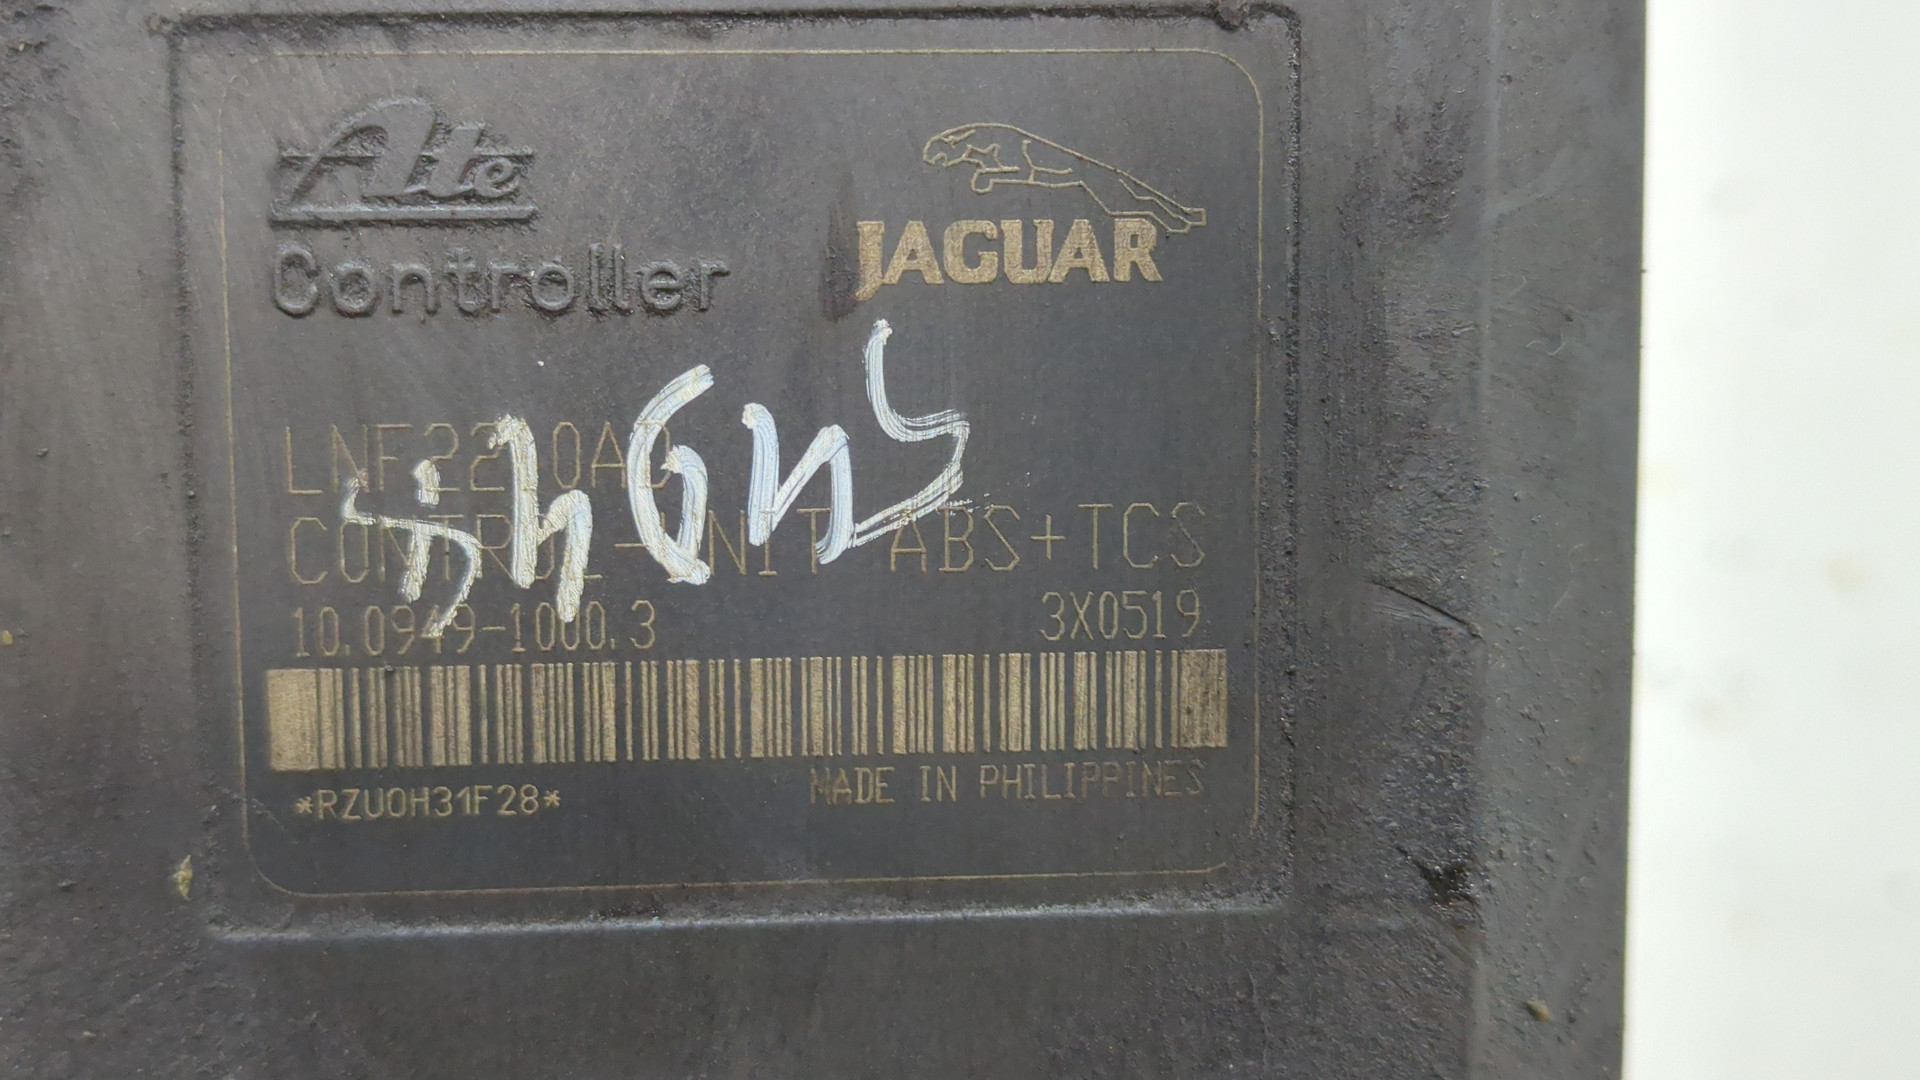 Ate
Controller
JAGUAR
LNF2210AD
CONTROL-UNIT ABS+TCS
10.0949-1000.3 3X0519
*RZU0H31F28*
MADE IN PHILIPPINES